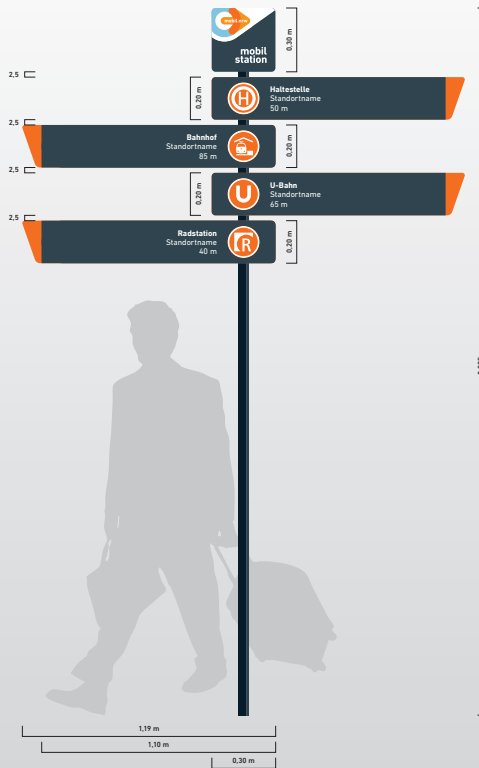 mobil.nrw
mobil
station
0,30 m
2,5
0,20 m
H
Haltestelle
Standortname
50 m
2,5
Bahnhof
Standortname
85 m
0,20 m
2,5
0,20 m
U
U-Bahn
Standortname
65 m
2,5
Radstation
Standortname
40 m
R
0,20 m
1,19 m
1,10 m
0,30 m